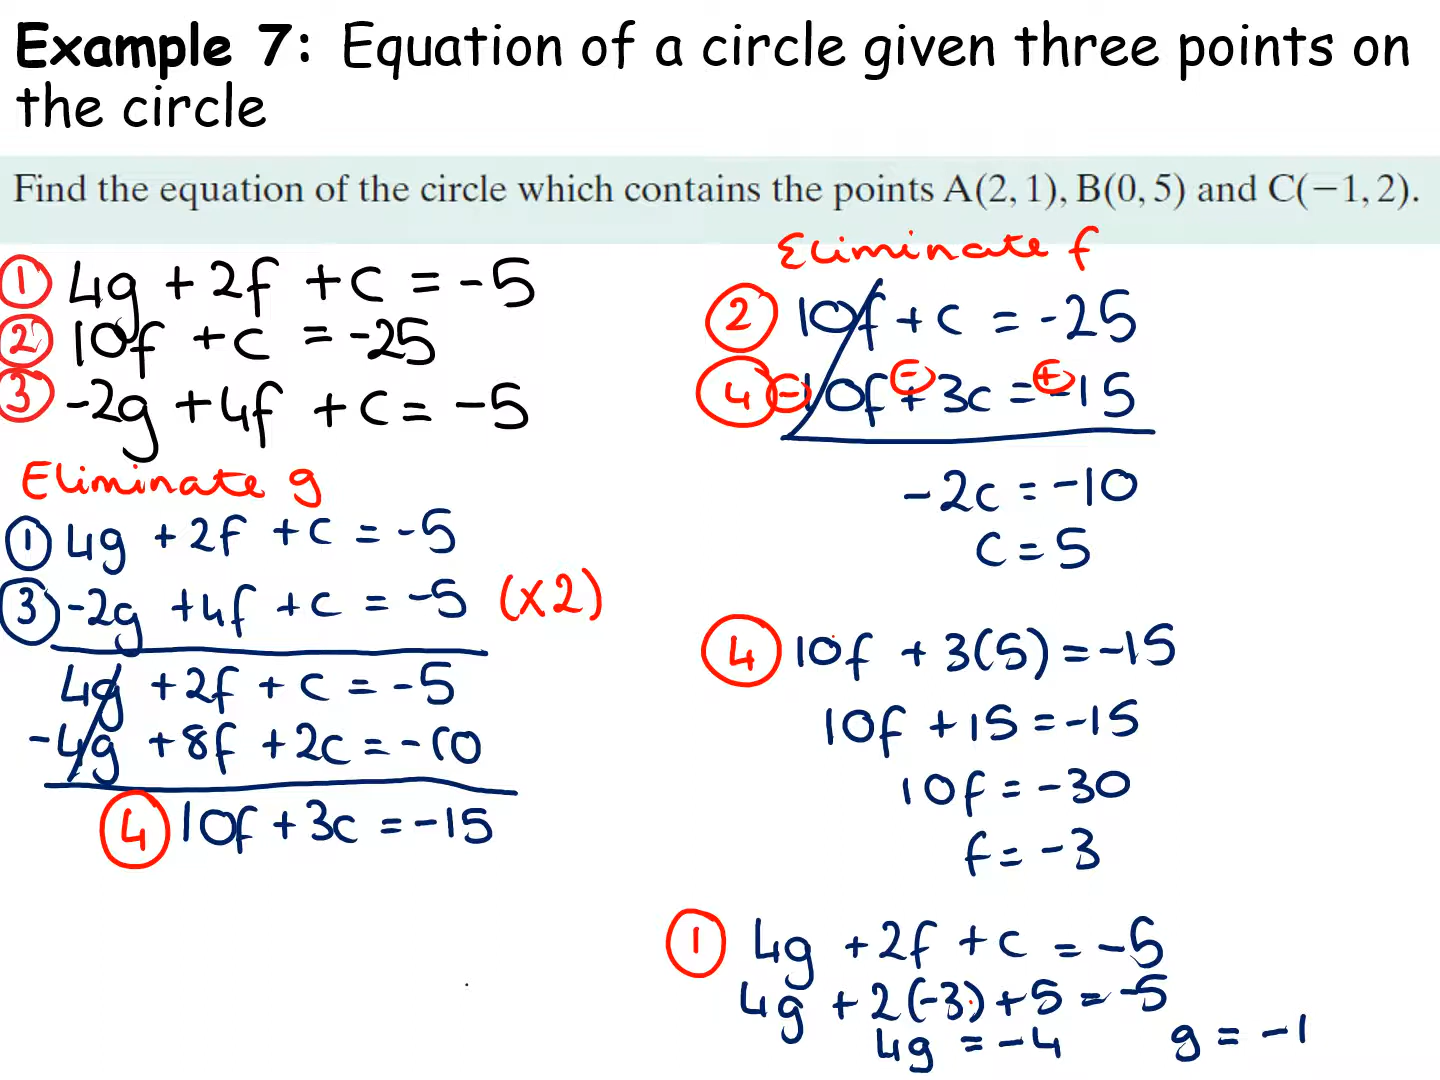 Example 7: Equation of a circle given three points on
the circle
Find the equation of the circle which contains the points A(2, 1), B(0, 5) and C(−1, 2).
① 4g + 2f + c = -5
② 10f + c = -25
③ -2g + 4f + c = -5
Eliminate g
① 4g + 2f + c = -5
③ -2g + 4f + c = -5 (x2)
4g + 2f + c = -5
-4g + 8f + 2c = -10
④ 10f + 3c = -15
Eliminate f
② 10f + c = -25
④ - 10f + - 3c = - + 15
-2c = -10
c = 5
④ 10f + 3(5) = -15
10f + 15 = -15
10f = -30
f = -3
① 4g + 2f + c = -5
4g + 2(-3) + 5 = -5
4g = -4 g = -1